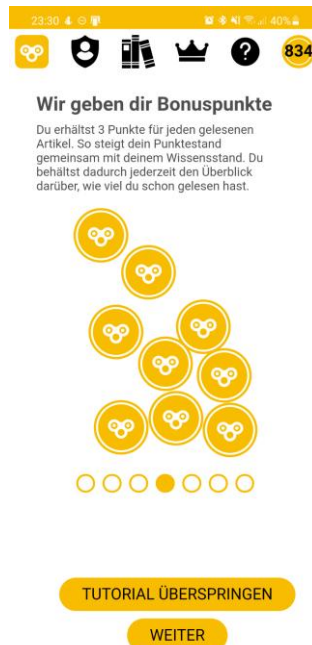 23:30
40%
834
Wir geben dir Bonuspunkte
Du erhältst 3 Punkte für jeden gelesenen
Artikel. So steigt dein Punktestand
gemeinsam mit deinem Wissensstand. Du
behältst dadurch jederzeit den Überblick
darüber, wie viel du schon gelesen hast.
TUTORIAL ÜBERSPRINGEN
WEITER